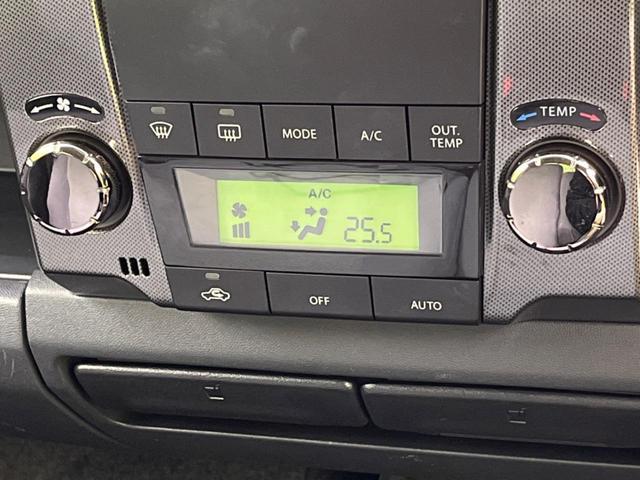 TEMP
MODE
A/C
OUT.
TEMP
A/C
25.5
OFF
AUTO